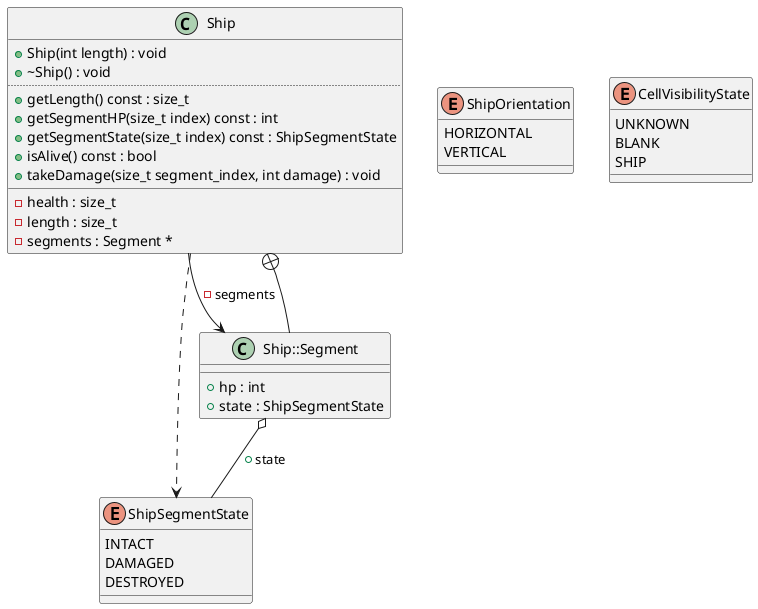 C Ship
Ship(int length) : void
~Ship() : void
getLength() const : size_t
getSegmentHP(size_t index) const : int
getSegmentState(size_t index) const : ShipSegmentState
isAlive() const : bool
takeDamage(size_t segment_index, int damage) : void
health : size_t
length : size_t
segments : Segment *
E ShipOrientation
HORIZONTAL
VERTICAL
E CellVisibilityState
UNKNOWN
BLANK
SHIP
segments
C Ship::Segment
hp : int
state : ShipSegmentState
state
E ShipSegmentState
INTACT
DAMAGED
DESTROYED